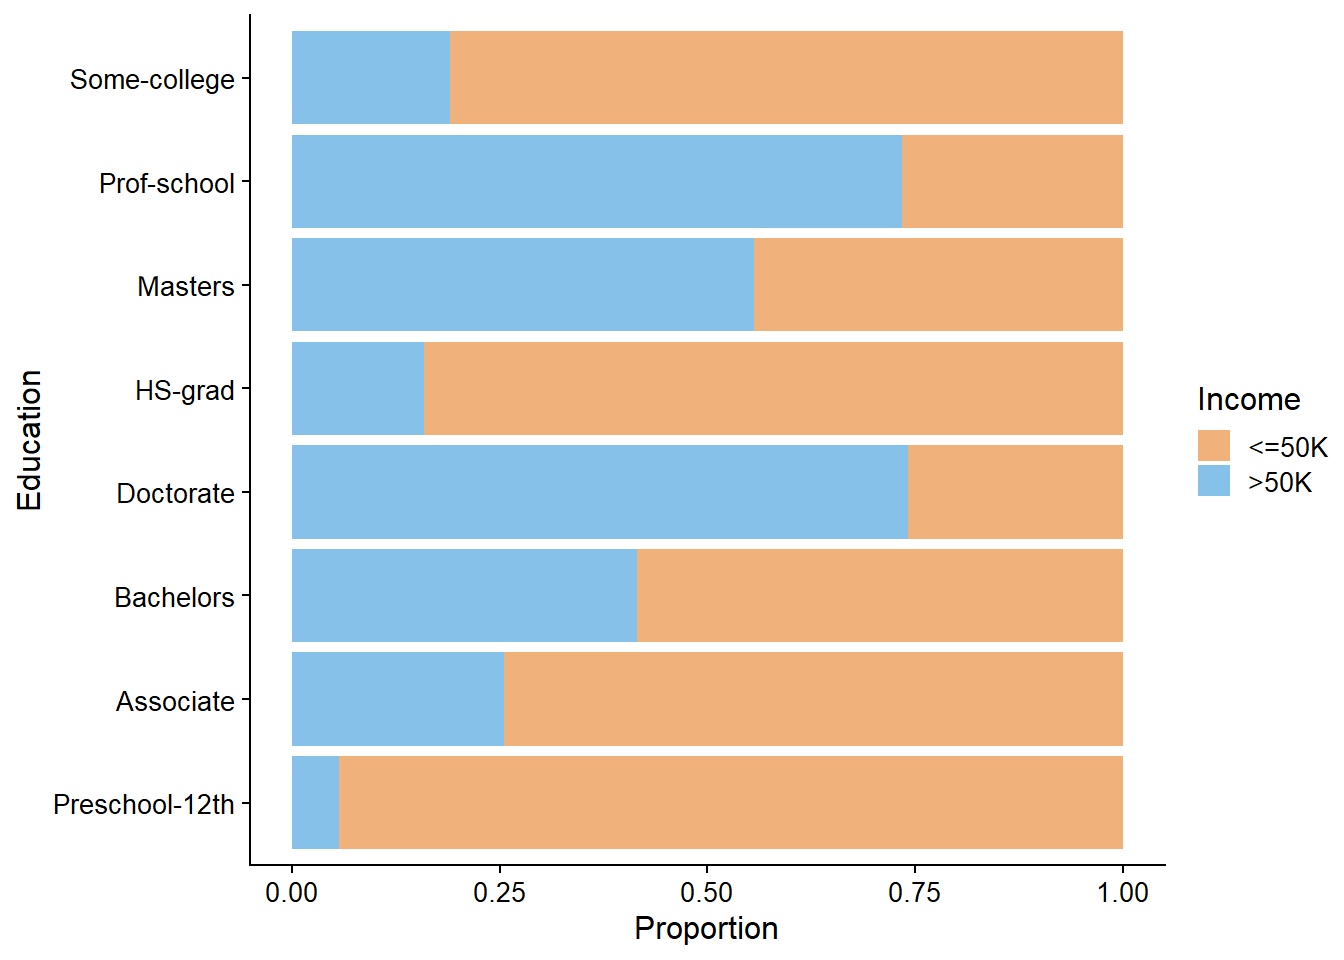 Some-college
Prof-school
Masters
HS-grad
Doctorate
Bachelors
Associate
Preschool-12th
Education
0.00 0.25 0.50 0.75 1.00
Proportion
Income
<=50K
>50K